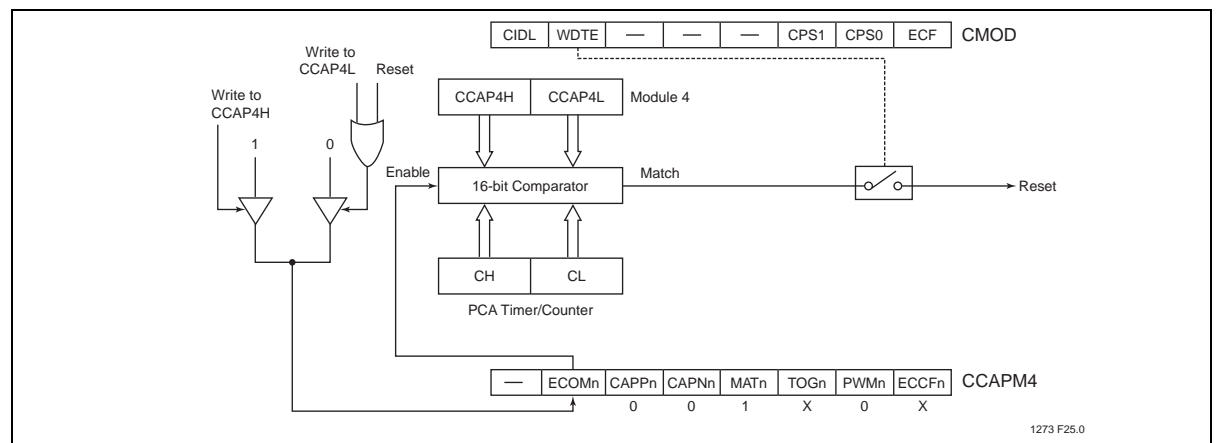 CIDL WDTE — — — CPS1 CPS0 ECF CMOD
Write to
CCAP4L Reset
Write to
CCAP4H
1 0
CCAP4H CCAP4L Module 4
Enable 16-bit Comparator Match Reset
CH CL
PCA Timer/Counter
— ECOMn CAPPn CAPNn MATn TOGn PWMn ECCFn CCAPM4
0 0 1 X 0 X
1273 F25.0